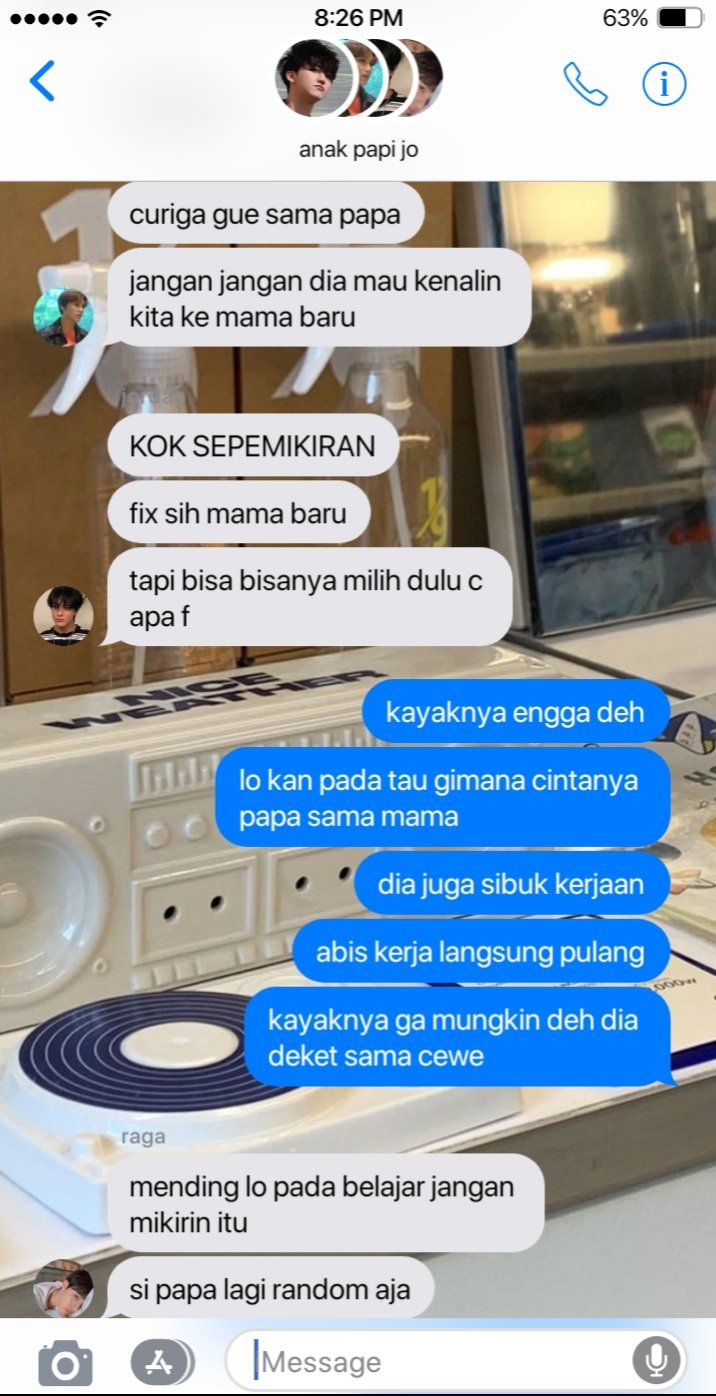 8:26 PM
63%
anak papi jo
curiga gue sama papa
jangan jangan dia mau kenalin
kita ke mama baru
jordan
KOK SEPEMIKIRAN
fix sih mama baru
tapi bisa bisanya milih dulu c
apa f
NICE
WEATHER
kayaknya engga deh
lo kan pada tau gimana cintanya
papa sama mama
dia juga sibuk kerjaan
abis kerja langsung pulang
kayaknya ga mungkin deh dia
deket sama cewe
raga
mending lo pada belajar jangan
mikirin itu
si papa lagi random aja
Message